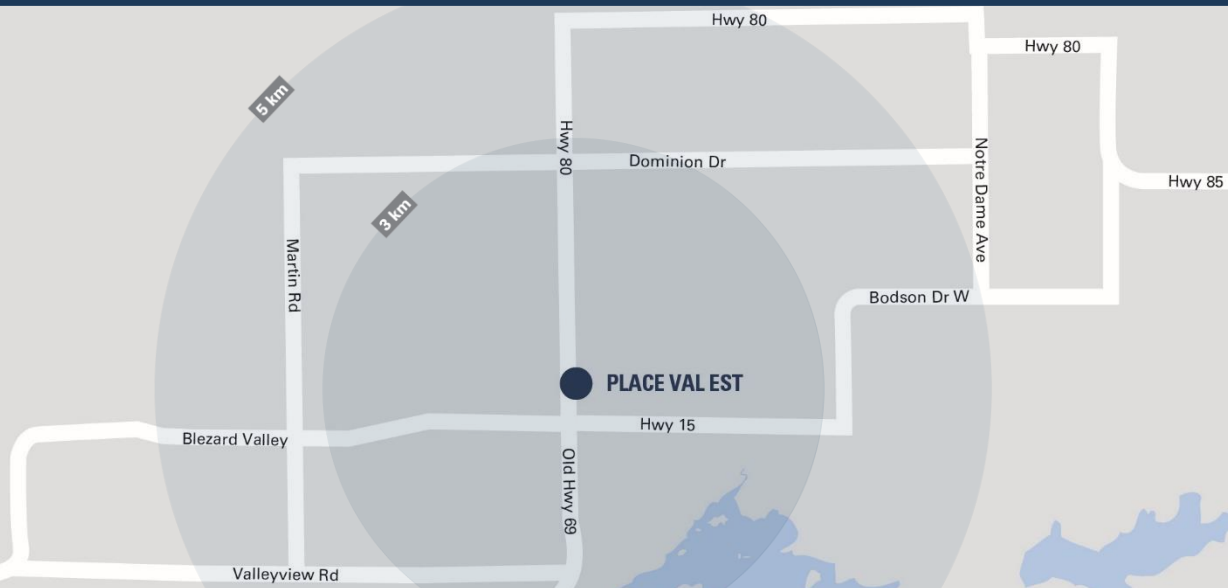 Hwy 80
Hwy 80
5 km
Hwy 80
Dominion Dr
Notre Dame Ave
Hwy 85
3 km
Martin Rd
Bodson Dr W
PLACE VAL EST
Hwy 15
Blezard Valley
Old Hwy 69
Valleyview Rd